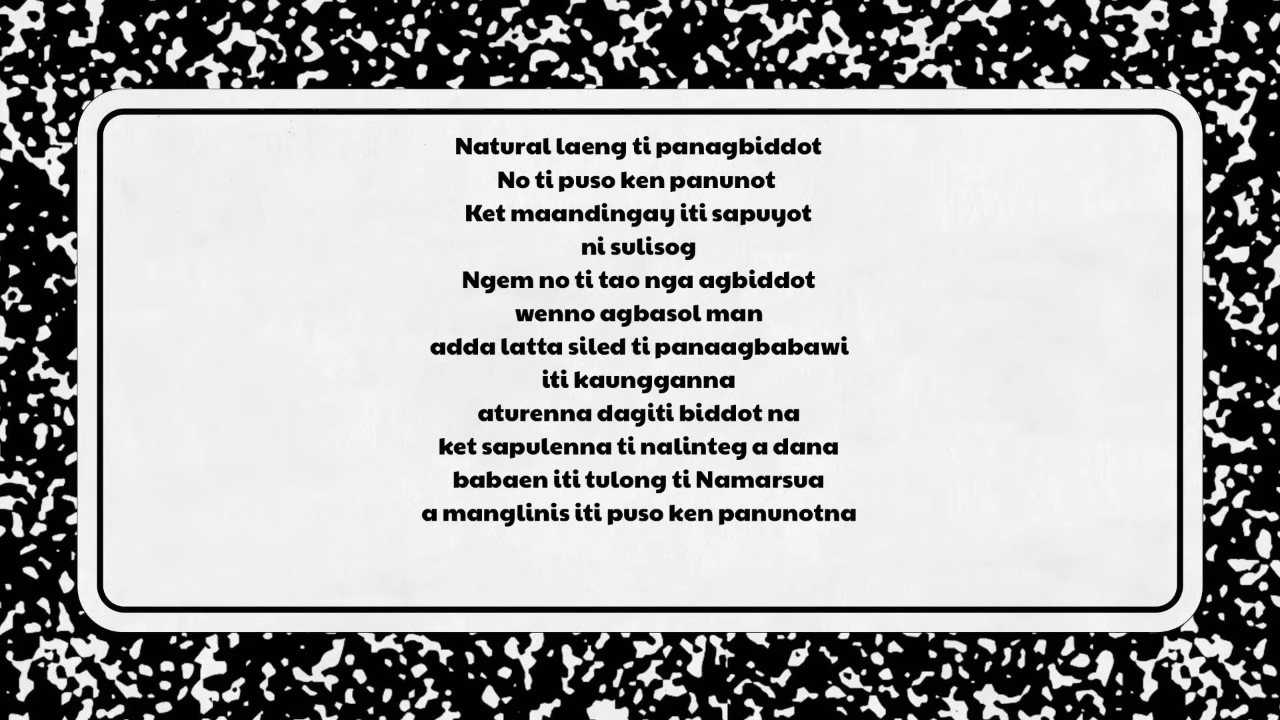 Natural laeng ti panagbiddot
No ti puso ken panunot
Ket maandingay iti sapuyot
ni sulisog
Ngem no ti tao nga agbiddot
wenno agbasol man
adda latta siled ti panaagbabawi
iti kaungganna
aturenna dagiti biddot na
ket sapulenna ti nalinteg a dana
babaen iti tulong ti Namarsua
a manglinis iti puso ken panunotna